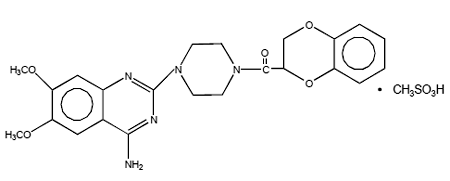 O
O
H₃CO N N N C
O
• CH₃SO₃H
H₃CO N
NH₂